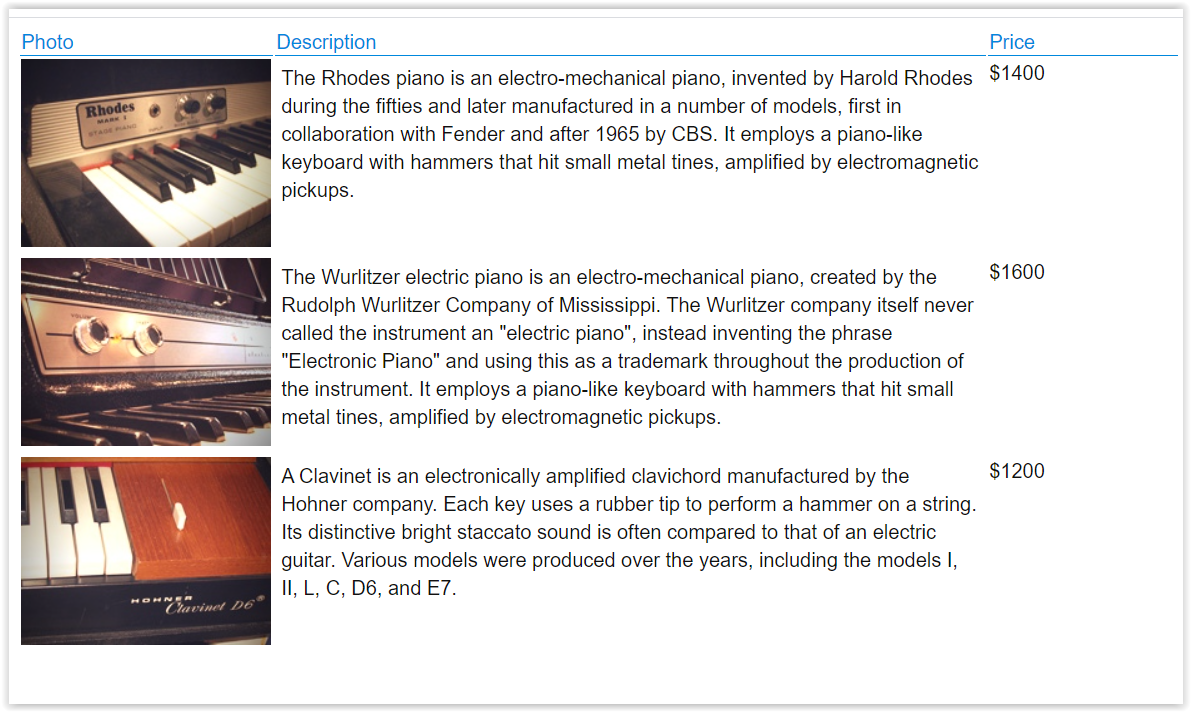 Photo Description Price
Rhodes
MARK I
STAGE PIANO
INPUT
The Rhodes piano is an electro-mechanical piano, invented by Harold Rhodes
during the fifties and later manufactured in a number of models, first in
collaboration with Fender and after 1965 by CBS. It employs a piano-like
keyboard with hammers that hit small metal tines, amplified by electromagnetic
pickups.
$1400
VOLUME
The Wurlitzer electric piano is an electro-mechanical piano, created by the
Rudolph Wurlitzer Company of Mississippi. The Wurlitzer company itself never
called the instrument an "electric piano", instead inventing the phrase
"Electronic Piano" and using this as a trademark throughout the production of
the instrument. It employs a piano-like keyboard with hammers that hit small
metal tines, amplified by electromagnetic pickups.
$1600
HOHNER
Clavinet D6®
A Clavinet is an electronically amplified clavichord manufactured by the
Hohner company. Each key uses a rubber tip to perform a hammer on a string.
Its distinctive bright staccato sound is often compared to that of an electric
guitar. Various models were produced over the years, including the models I,
II, L, C, D6, and E7.
$1200